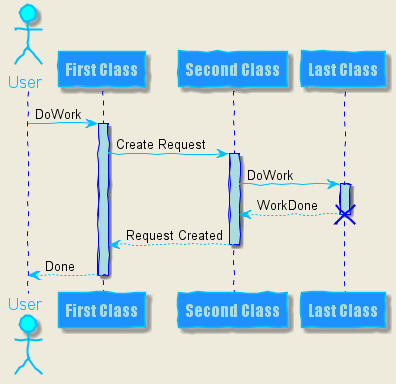 User
First Class
Second Class
Last Class
DoWork
Create Request
DoWork
WorkDone
Request Created
Done
User
First Class
Second Class
Last Class